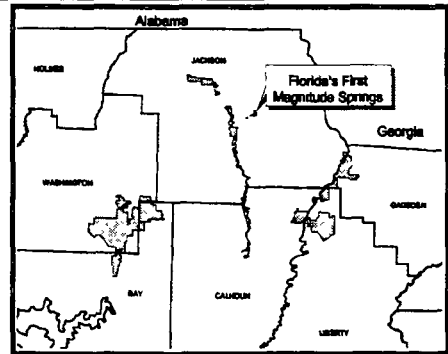 Alabama
JACKSON
HOLMES
Florida's First
Magnitude Springs
Georgia
WASHINGTON
GADSDEN
BAY
CALHOUN
LIBERTY